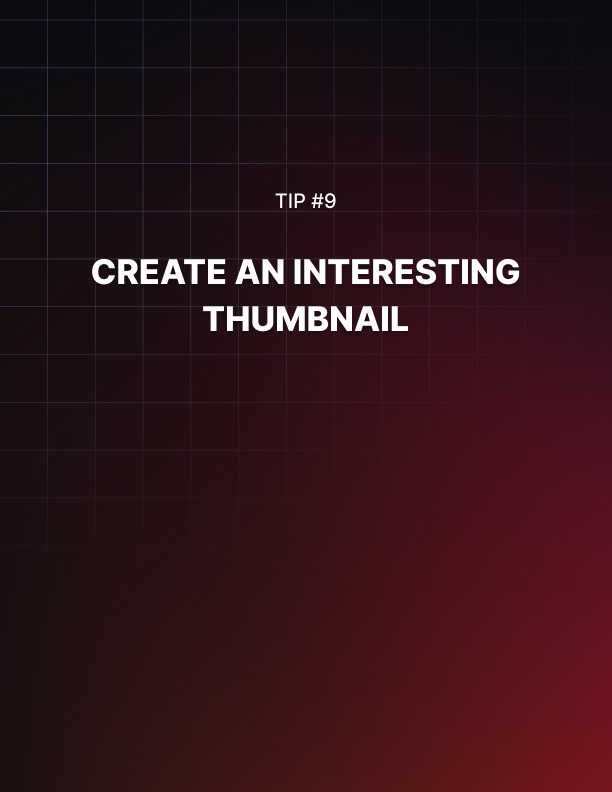 TIP #9
CREATE AN INTERESTING
THUMBNAIL